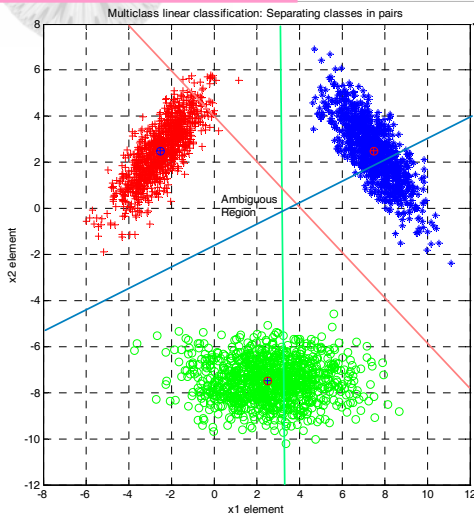 Multiclass linear classification: Separating classes in pairs
8
6
4
2
0
-2
-4
-6
-8
-10
-12
x2 element
Ambiguous
Region
-8 -6 -4 -2 0 2 4 6 8 10 12
x1 element